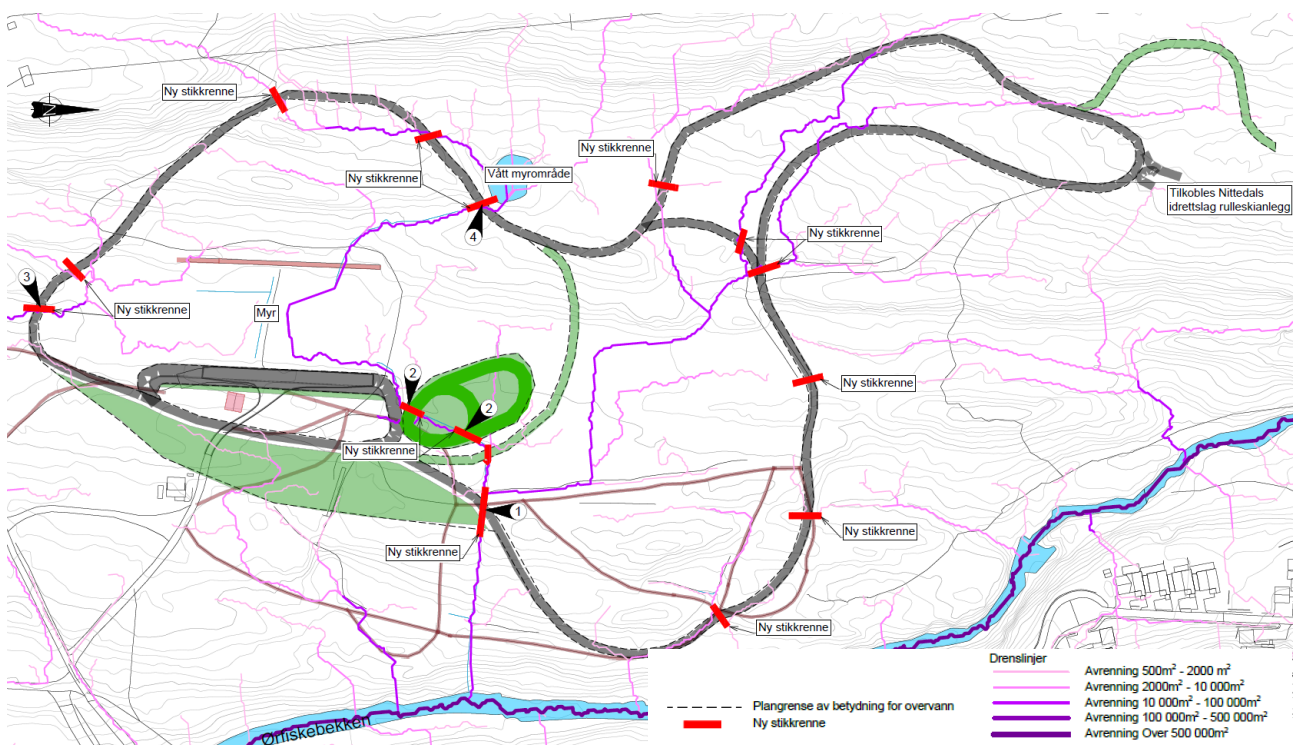 Ny stikkrenne
N
Ny stikkrenne
Vått myrområde
Ny stikkrenne
Tilkobles Nittedals
idrettslag rulleskianlegg
4
Ny stikkrenne
3
Ny stikkrenne
Myr
2
2
Ny stikkrenne
Ny stikkrenne
1
Ny stikkrenne
Ny stikkrenne
Ny stikkrenne
Ørfiskebekken
Plangrense av betydning for overvann
Ny stikkrenne
Drenslinjer
Avrenning 500m² - 2000 m²
Avrenning 2000m² - 10 000m²
Avrenning 10 000m² - 100 000m²
Avrenning 100 000m² - 500 000m²
Avrenning Over 500 000m²